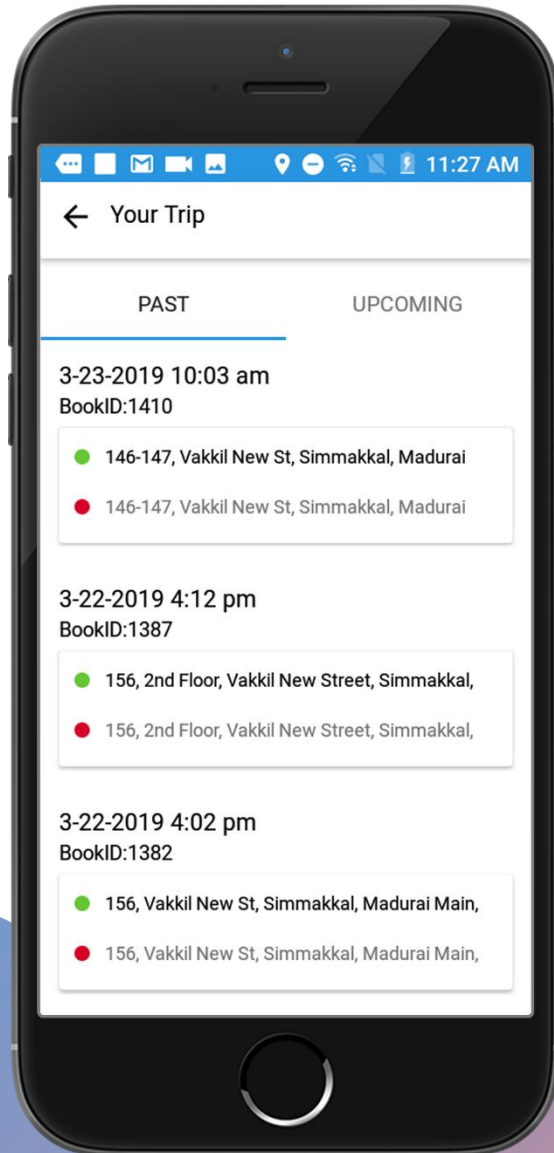 11:27 AM
Your Trip
PAST UPCOMING
3-23-2019 10:03 am
BookID:1410
146-147, Vakkil New St, Simmakkal, Madurai
146-147, Vakkil New St, Simmakkal, Madurai
3-22-2019 4:12 pm
BookID:1387
156, 2nd Floor, Vakkil New Street, Simmakkal,
156, 2nd Floor, Vakkil New Street, Simmakkal,
3-22-2019 4:02 pm
BookID:1382
156, Vakkil New St, Simmakkal, Madurai Main,
156, Vakkil New St, Simmakkal, Madurai Main,